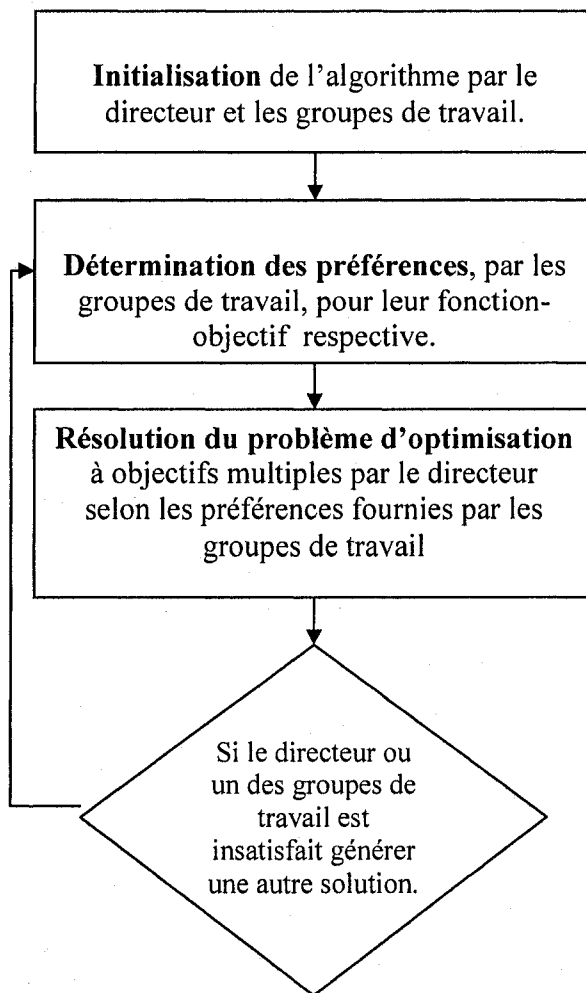 Initialisation de l'algorithme par le
directeur et les groupes de travail.
Détermination des préférences, par les
groupes de travail, pour leur fonction-
objectif respective.
Résolution du problème d'optimisation
à objectifs multiples par le directeur
selon les préférences fournies par les
groupes de travail
Si le directeur ou
un des groupes de
travail est
insatisfait générer
une autre solution.